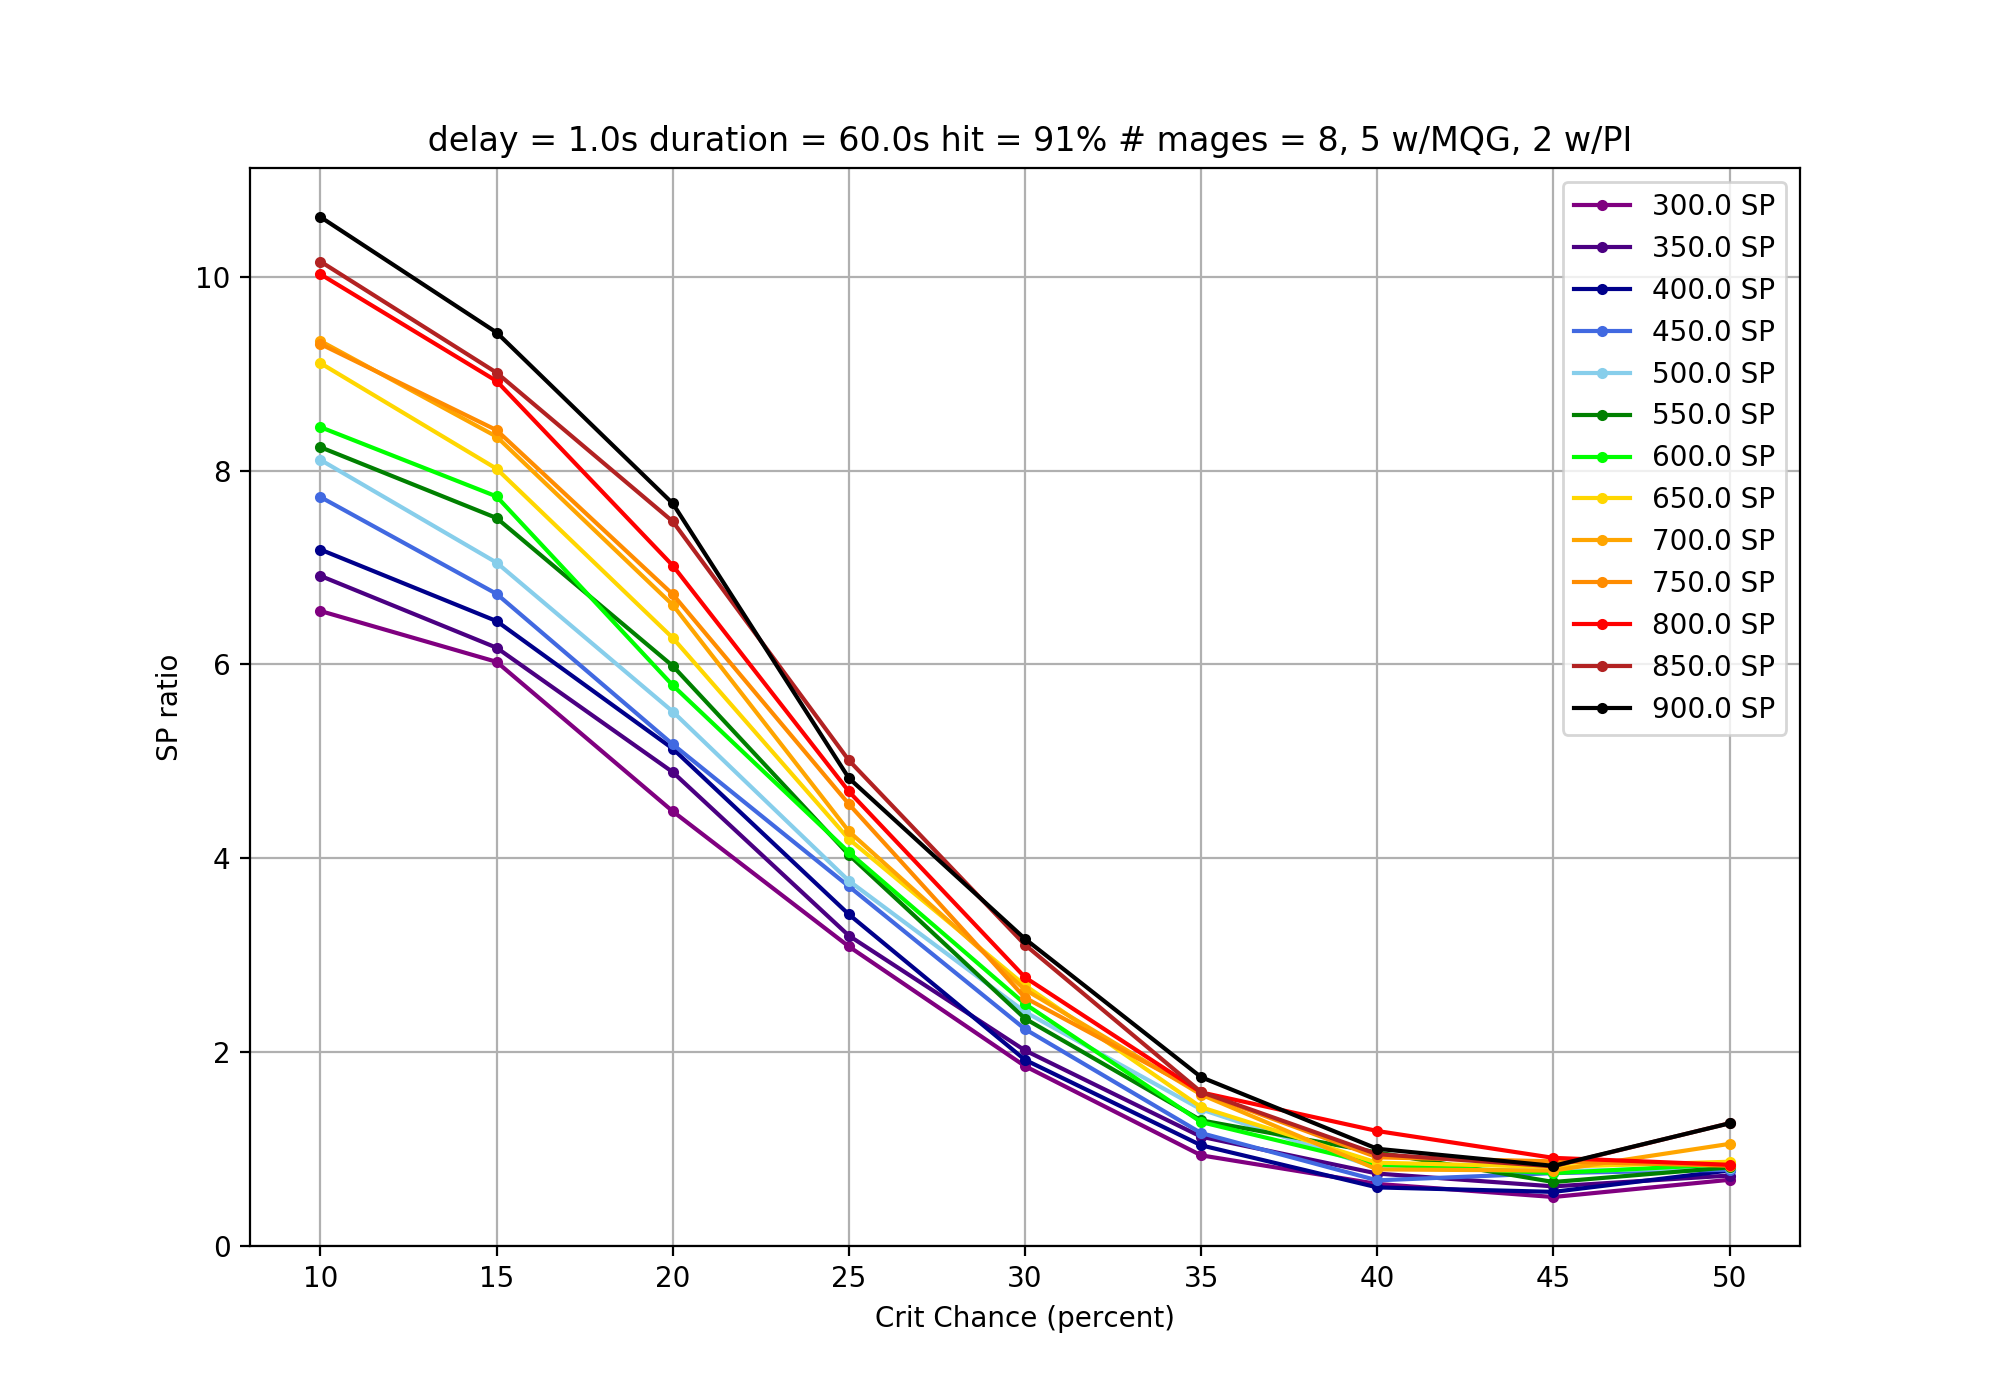 delay = 1.0s duration = 60.0s hit = 91% # mages = 8, 5 w/MQG, 2 w/PI
300.0 SP
350.0 SP
400.0 SP
450.0 SP
500.0 SP
550.0 SP
600.0 SP
650.0 SP
700.0 SP
750.0 SP
800.0 SP
850.0 SP
900.0 SP
10
8
6
4
2
0
SP ratio
10 15 20 25 30 35 40 45 50
Crit Chance (percent)